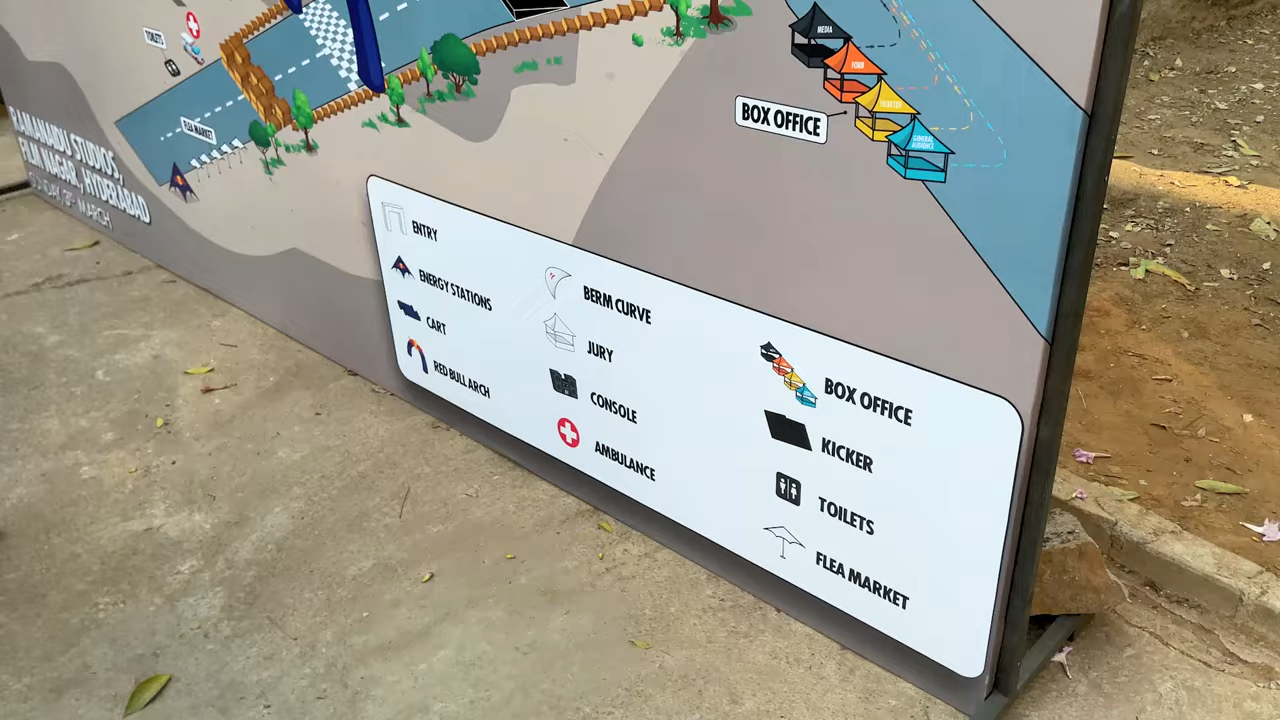 TOILETS
FLEA MARKET
RAMANAIDU STUDIOS,
FILM NAGAR, HYDERABAD
MEDIA
BOX OFFICE
TICKETED
GENERAL
AUDIENCE
ENTRY
ENERGY STATIONS
CART
RED BULL ARCH
BERM CURVE
JURY
CONSOLE
AMBULANCE
BOX OFFICE
KICKER
TOILETS
FLEA MARKET